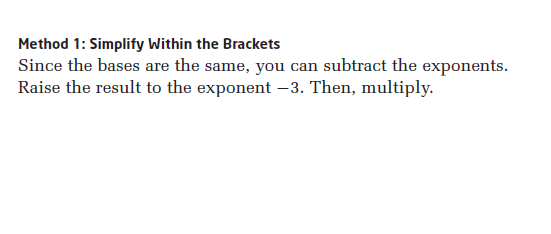 Method 1: Simplify Within the Brackets
Since the bases are the same, you can subtract the exponents.
Raise the result to the exponent −3. Then, multiply.